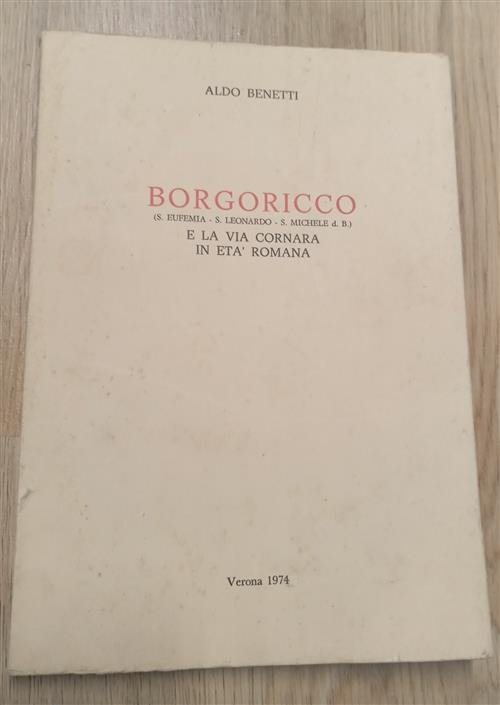 ALDO BENETTI
BORGORICCO
(S. EUFEMIA - S. LEONARDO - S. MICHELE d. B.)
E LA VIA CORNARA
IN ETA' ROMANA
Verona 1974